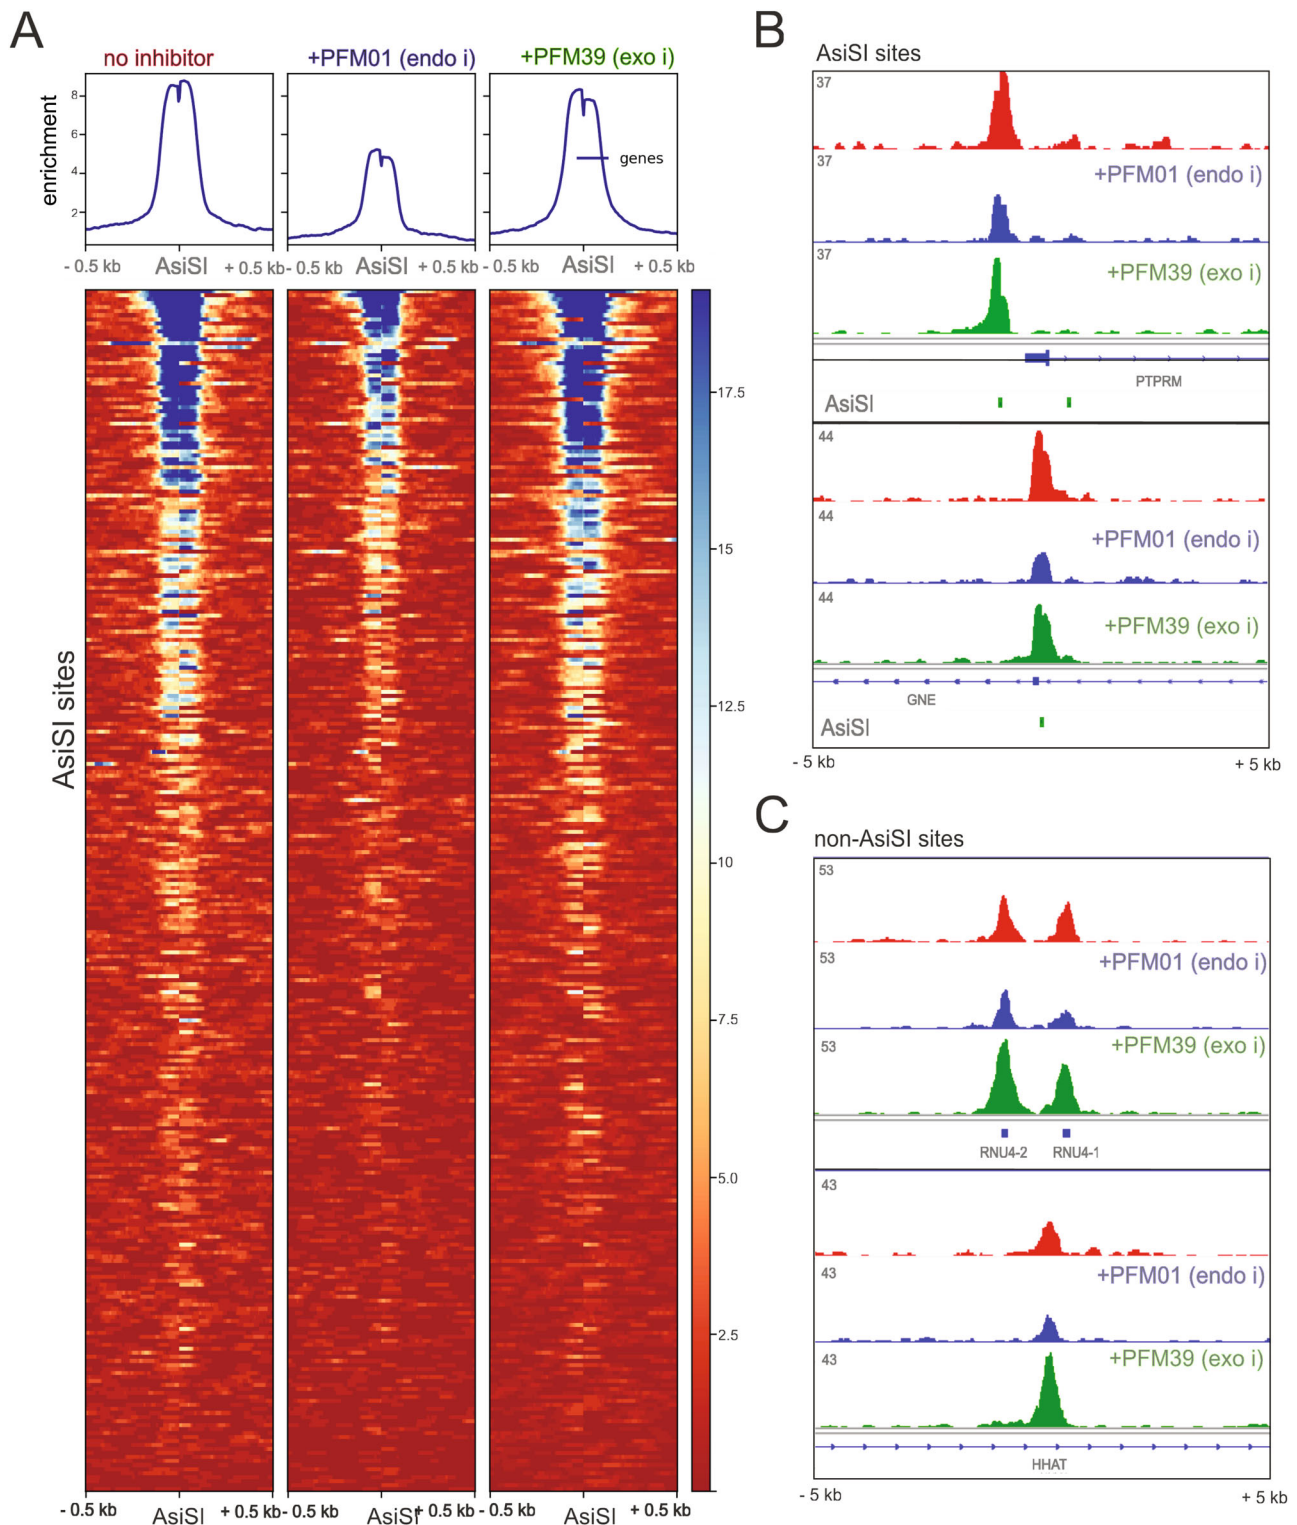 A
no inhibitor +PFM01 (endo i) +PFM39 (exo i)
enrichment
8
6
4
2
genes
- 0.5 kb AsiSI + 0.5 kb - 0.5 kb AsiSI + 0.5 kb - 0.5 kb AsiSI + 0.5 kb
AsiSI sites
17.5
15
12.5
10
7.5
5.0
2.5
- 0.5 kb AsiSI + 0.5 kb - 0.5 kb AsiSI + 0.5 kb - 0.5 kb AsiSI + 0.5 kb
B
AsiSI sites
37
37
+PFM01 (endo i)
37
+PFM39 (exo i)
PTPRM
AsiSI
44
44
+PFM01 (endo i)
44
+PFM39 (exo i)
GNE
AsiSI
- 5 kb + 5 kb
C
non-AsiSI sites
53
53
+PFM01 (endo i)
53
+PFM39 (exo i)
RNU4-2 RNU4-1
43
43
+PFM01 (endo i)
43
+PFM39 (exo i)
HHAT
- 5 kb + 5 kb